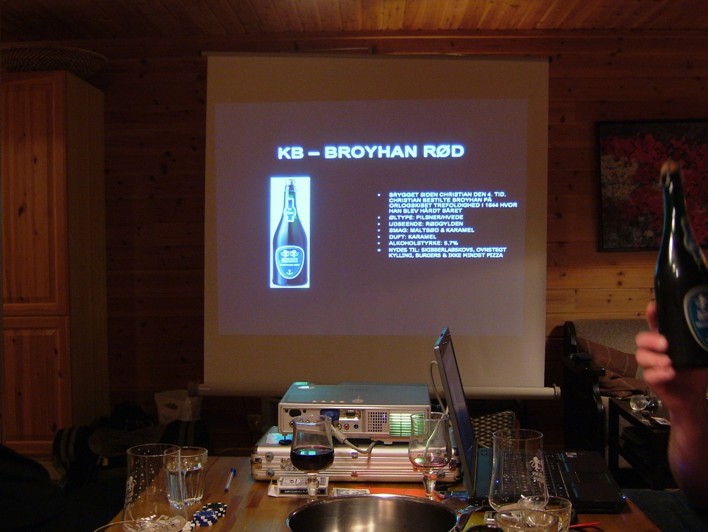 KB – BROYHAN RØD
BRYGGET SIDEN CHRISTIAN DEN 4. TID.
CHRISTIAN BESTILTE BROYHAN PÅ
ORLOGSKIBET TREFOLDIGHED I 1644 HVOR
HAN BLEV HÅRDT SÅRET
ØLTYPE: PILSNER/HVEDE
UDSEENDE: RØDGYLDEN
SMAG: MALTSØD & KARAMEL
DUFT: KARAMEL
ALKOHOLSTYRKE: 5,7%
NYDES TIL: SKIBBERLABSKOVS, OVNSTEGT
KYLLING, BURGERS & IKKE MINDST PIZZA